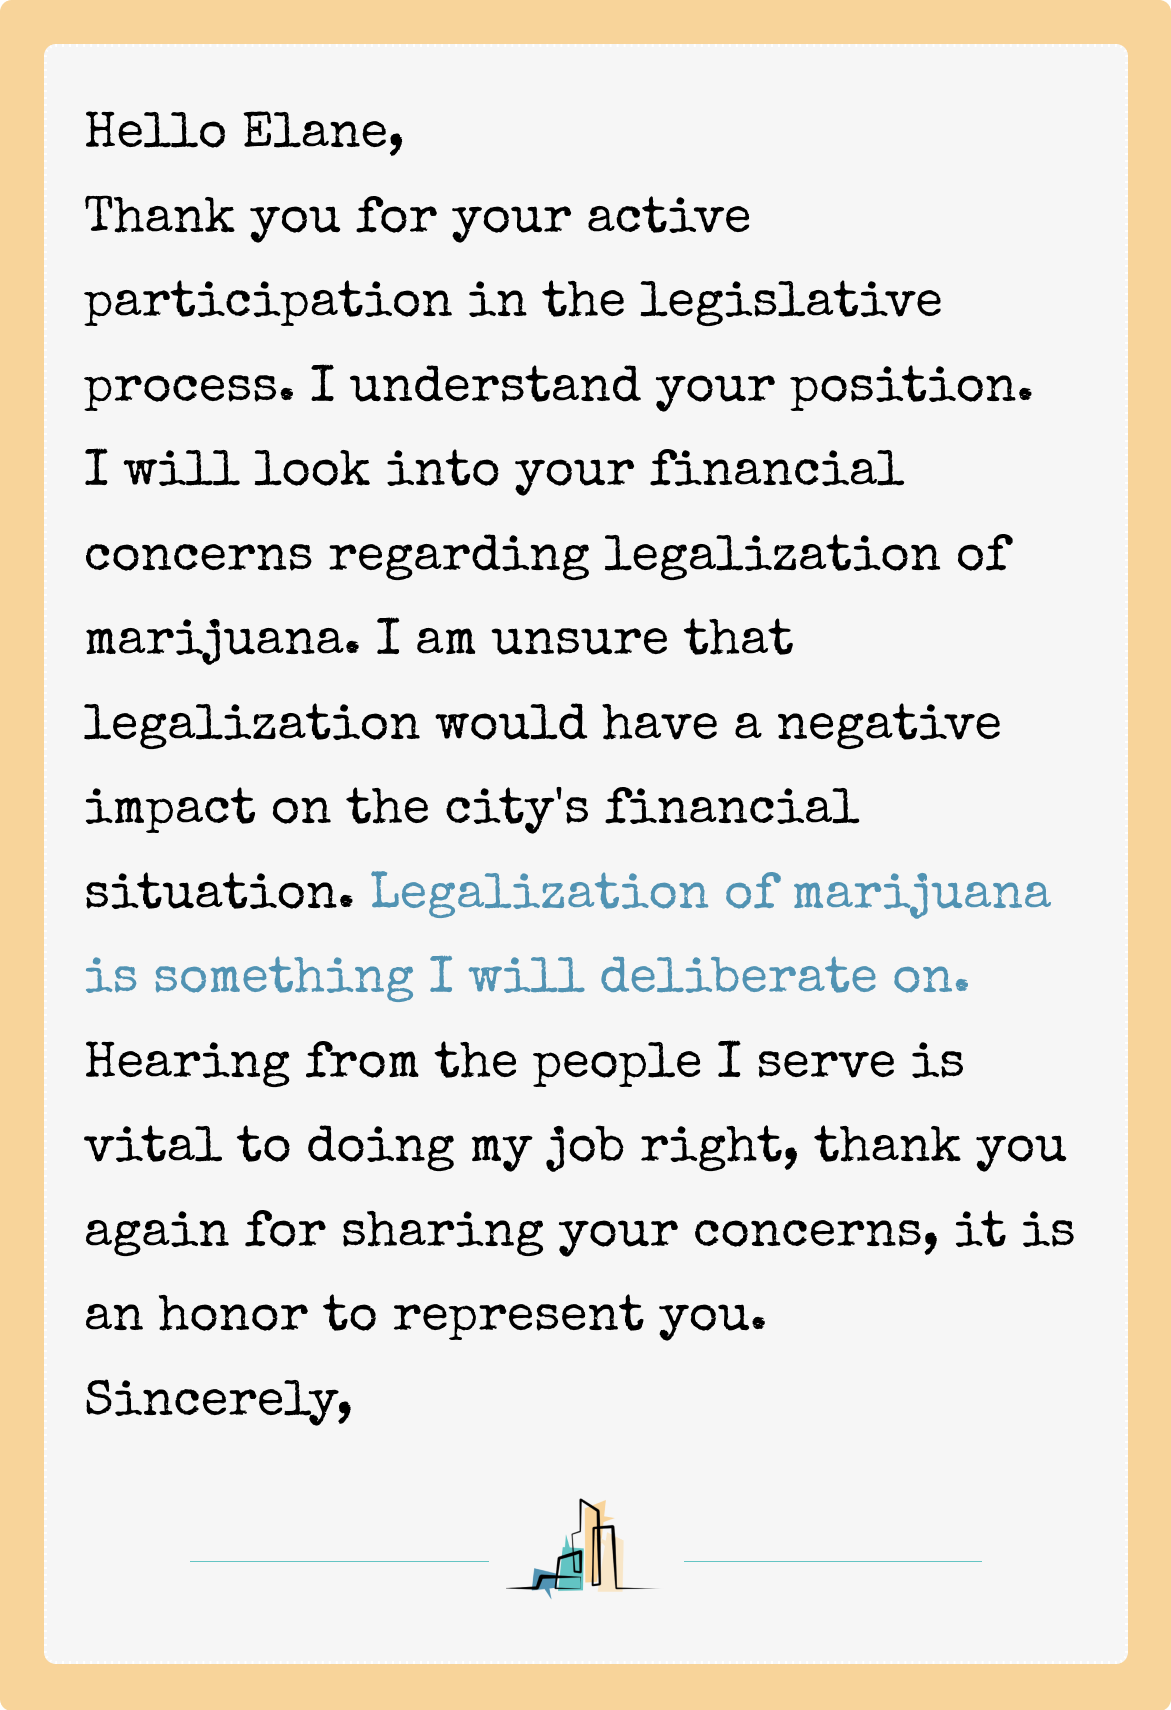 Hello Elane,
Thank you for your active
participation in the legislative
process. I understand your position.
I will look into your financial
concerns regarding legalization of
marijuana. I am unsure that
legalization would have a negative
impact on the city's financial
situation. Legalization of marijuana
is something I will deliberate on.
Hearing from the people I serve is
vital to doing my job right, thank you
again for sharing your concerns, it is
an honor to represent you.
Sincerely,